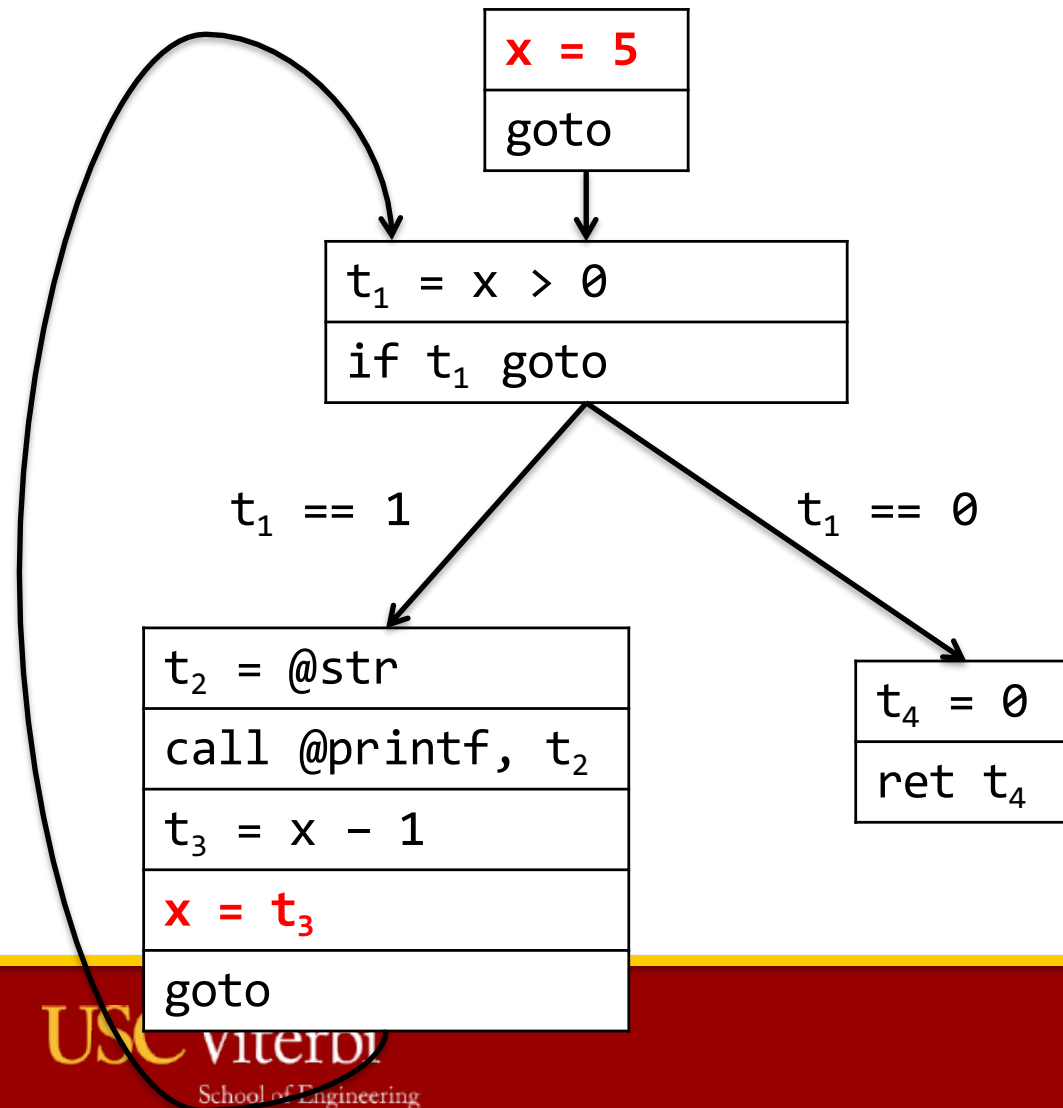 x = 5
goto
t₁ = x > 0
if t₁ goto
t₁ == 1
t₁ == 0
t₂ = @str
call @printf, t₂
t₃ = x − 1
x = t₃
goto
t₄ = 0
ret t₄
USC Viterbi
School of Engineering